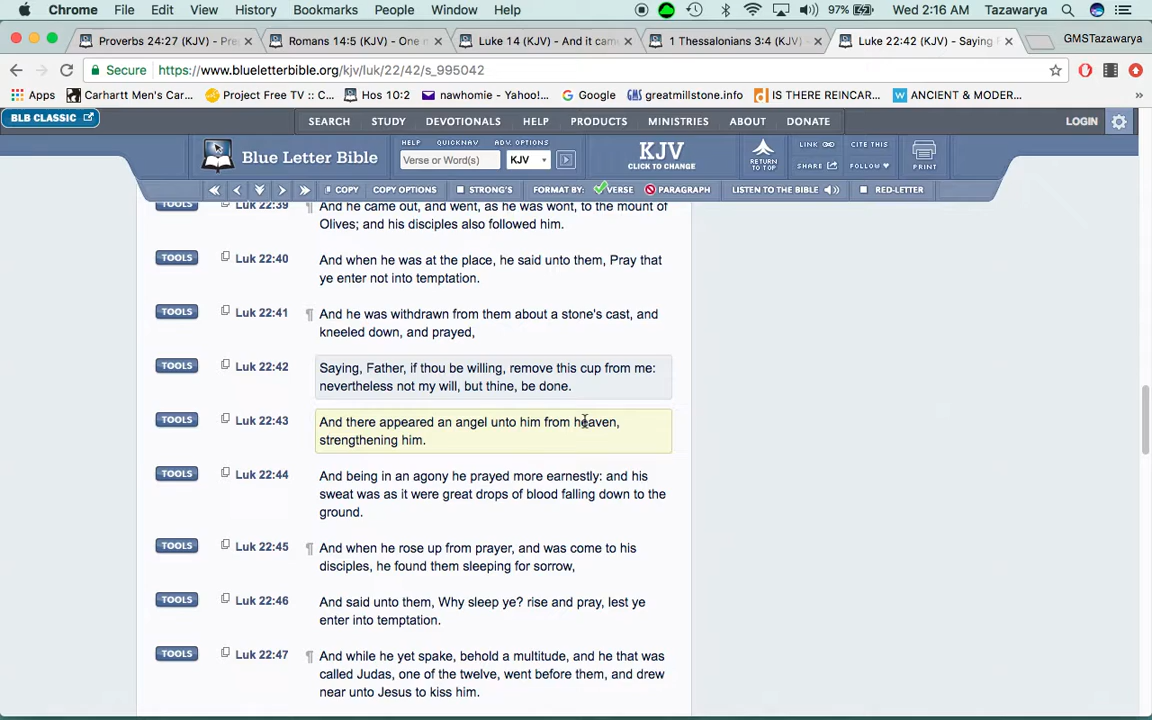 Chrome File Edit View History Bookmarks People Window Help 97% Wed 2:16 AM Tazawarya
Proverbs 24:27 (KJV) - Pre Romans 14:5 (KJV) - One m Luke 14 (KJV) - And it came 1 Thessalonians 3:4 (KJV) - Luke 22:42 (KJV) - Saying F GMSTazawarya
Secure https://www.blueletterbible.org/kjv/luk/22/42/s_995042
Apps Carhartt Men's Car... Project Free TV :: C... Hos 10:2 nawhomie - Yahoo!... Google GMS greatmillstone.info IS THERE REINCAR... W ANCIENT & MODER...
BLB CLASSIC SEARCH STUDY DEVOTIONALS HELP PRODUCTS MINISTRIES ABOUT DONATE LOGIN
HELP QUICKNAV ADV. OPTIONS
Blue Letter Bible Verse or Word(s) KJV KJV CLICK TO CHANGE RETURN TO TOP LINK CITE THIS SHARE FOLLOW PRINT
COPY COPY OPTIONS STRONG'S FORMAT BY: VERSE PARAGRAPH LISTEN TO THE BIBLE RED-LETTER
TOOLS Luk 22:39 ¶ And he came out, and went, as he was wont, to the mount of
Olives; and his disciples also followed him.
TOOLS Luk 22:40 And when he was at the place, he said unto them, Pray that
ye enter not into temptation.
TOOLS Luk 22:41 ¶ And he was withdrawn from them about a stone's cast, and
kneeled down, and prayed,
TOOLS Luk 22:42 Saying, Father, if thou be willing, remove this cup from me:
nevertheless not my will, but thine, be done.
TOOLS Luk 22:43 And there appeared an angel unto him from heaven,
strengthening him.
TOOLS Luk 22:44 And being in an agony he prayed more earnestly: and his
sweat was as it were great drops of blood falling down to the
ground.
TOOLS Luk 22:45 ¶ And when he rose up from prayer, and was come to his
disciples, he found them sleeping for sorrow,
TOOLS Luk 22:46 And said unto them, Why sleep ye? rise and pray, lest ye
enter into temptation.
TOOLS Luk 22:47 ¶ And while he yet spake, behold a multitude, and he that was
called Judas, one of the twelve, went before them, and drew
near unto Jesus to kiss him.